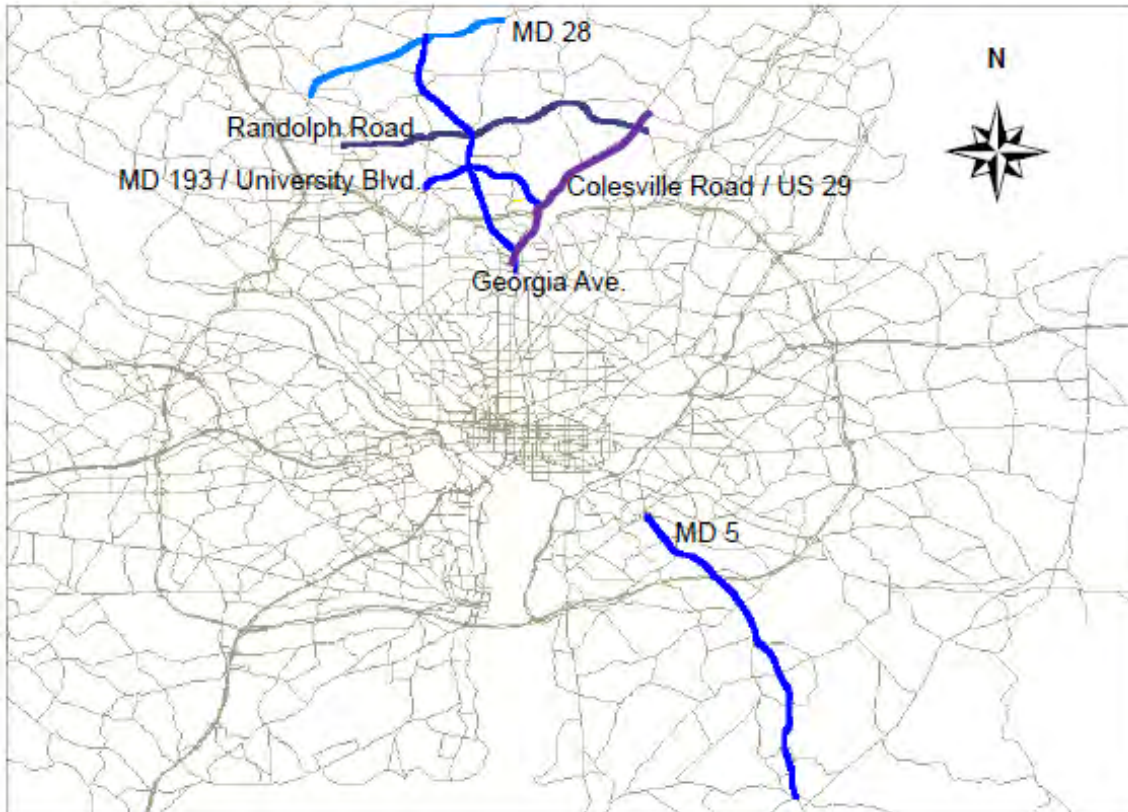 MD 28
N
Randolph Road
MD 193 / University Blvd.
Colesville Road / US 29
Georgia Ave.
MD 5